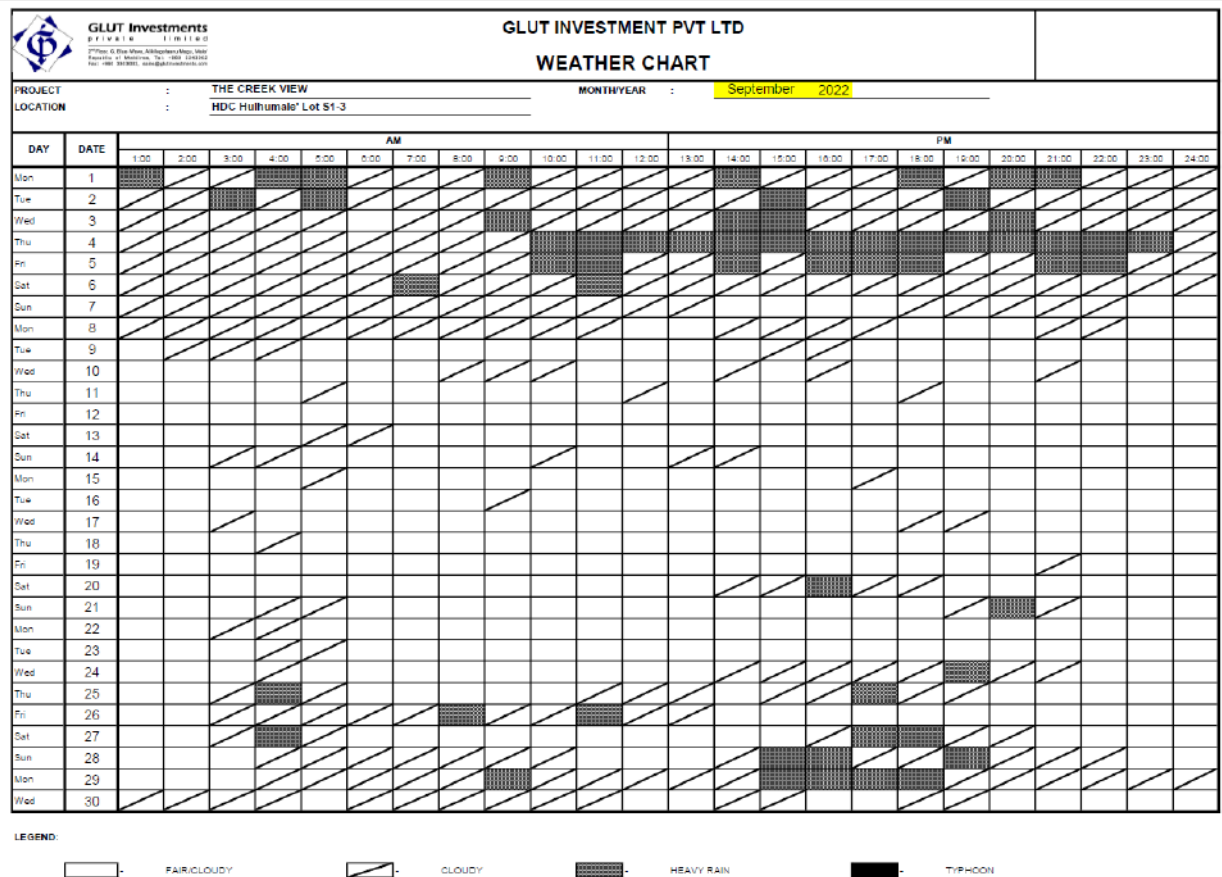 GLUT Investments
private limited
GLUT INVESTMENT PVT LTD
WEATHER CHART
PROJECT : THE CREEK VIEW MONTH/YEAR : September 2022
LOCATION : HDC Hulhumale' Lot S1-3
DAY DATE AM PM
1:00 2:00 3:00 4:00 5:00 6:00 7:00 8:00 9:00 10:00 11:00 12:00 13:00 14:00 15:00 16:00 17:00 18:00 19:00 20:00 21:00 22:00 23:00 24:00
Mon 1
Tue 2
Wed 3
Thu 4
Fri 5
Sat 6
Sun 7
Mon 8
Tue 9
Wed 10
Thu 11
Fri 12
Sat 13
Sun 14
Mon 15
Tue 16
Wed 17
Thu 18
Fri 19
Sat 20
Sun 21
Mon 22
Tue 23
Wed 24
Thu 25
Fri 26
Sat 27
Sun 28
Mon 29
Wed 30
LEGEND:
- FAIR/CLOUDY - CLOUDY - HEAVY RAIN - TYPHOON